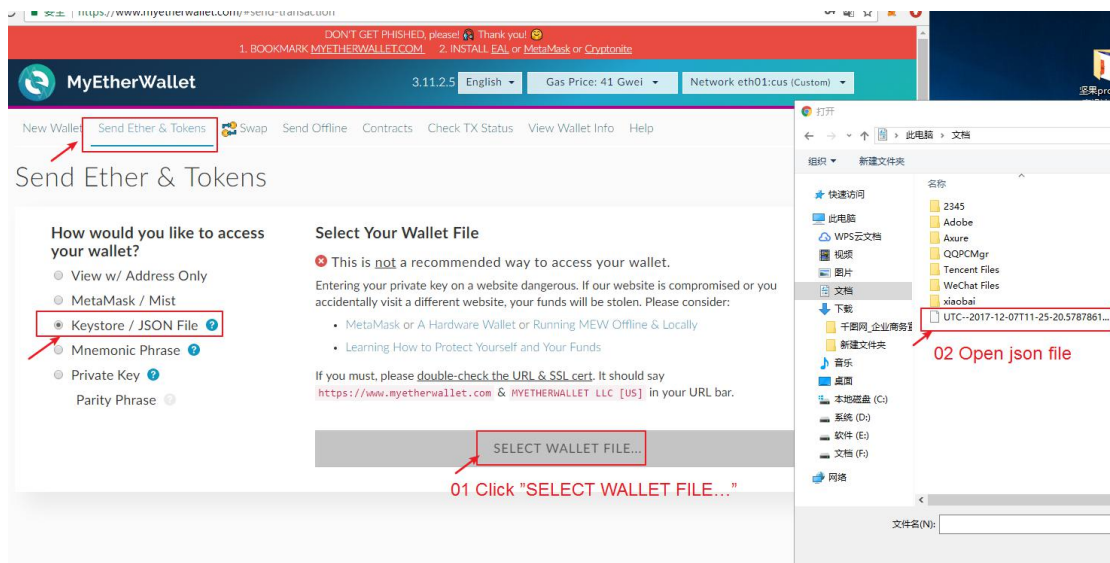 安全 | https://www.myetherwallet.com/#send-transaction
DON'T GET PHISHED, please! Thank you!
1. BOOKMARK MYETHERWALLET.COM 2. INSTALL EAL or MetaMask or Cryptonite
MyEtherWallet
3.11.2.5 English Gas Price: 41 Gwei Network eth01:cus (Custom)
New Wallet Send Ether & Tokens Swap Send Offline Contracts Check TX Status View Wallet Info Help
Send Ether & Tokens
How would you like to access
your wallet?
View w/ Address Only
MetaMask / Mist
Keystore / JSON File
Mnemonic Phrase
Private Key
Parity Phrase
Select Your Wallet File
This is not a recommended way to access your wallet.
Entering your private key on a website dangerous. If our website is compromised or you
accidentally visit a different website, your funds will be stolen. Please consider:
MetaMask or A Hardware Wallet or Running MEW Offline & Locally
Learning How to Protect Yourself and Your Funds
If you must, please double-check the URL & SSL cert. It should say
https://www.myetherwallet.com & MYETHERWALLET LLC [US] in your URL bar.
SELECT WALLET FILE...
01 Click "SELECT WALLET FILE..."
坚果pro
打开
此电脑 › 文档
组织 新建文件夹
快速访问
此电脑
WPS云文档
视频
图片
文档
下载
千图网_企业商务
新建文件夹
音乐
桌面
本地磁盘 (C:)
系统 (D:)
软件 (E:)
文档 (F:)
网络
名称
2345
Adobe
Axure
QQPCMgr
Tencent Files
WeChat Files
xiaobai
UTC--2017-12-07T11-25-20.5787861...
02 Open json file
文件名(N):